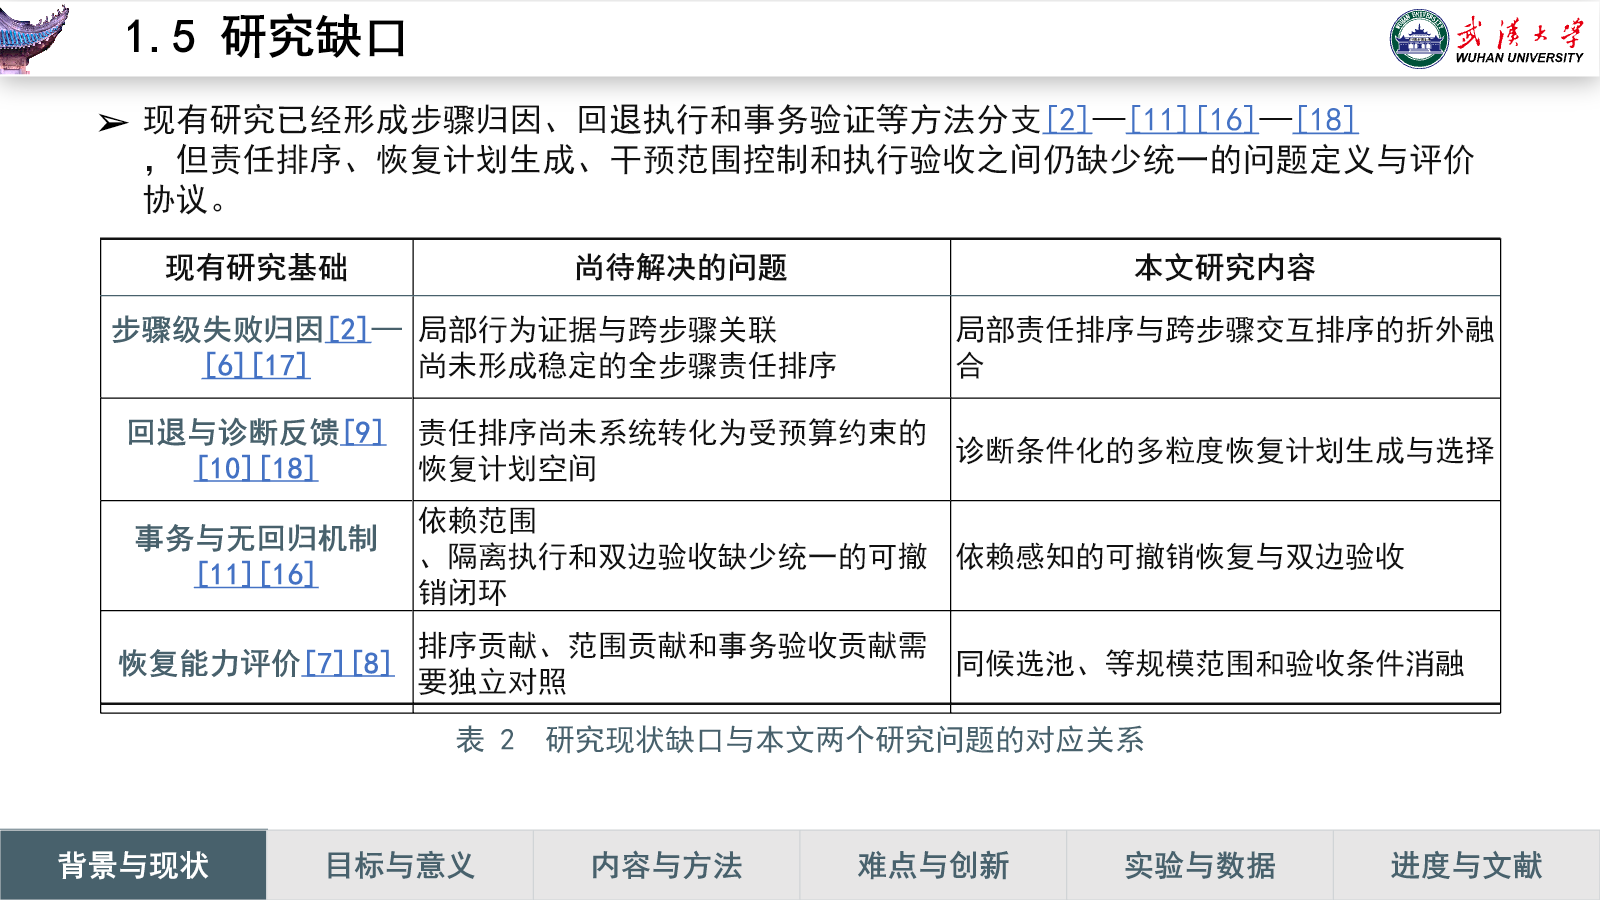 1.5 研究缺口
武汉大学
WUHAN UNIVERSITY
➢ 现有研究已经形成步骤归因、回退执行和事务验证等方法分支[2]—[11][16]—[18]
，但责任排序、恢复计划生成、干预范围控制和执行验收之间仍缺少统一的问题定义与评价
协议。
现有研究基础
尚待解决的问题
本文研究内容
步骤级失败归因[2]—
[6][17]
局部行为证据与跨步骤关联
尚未形成稳定的全步骤责任排序
局部责任排序与跨步骤交互排序的折外融
合
回退与诊断反馈[9]
[10][18]
责任排序尚未系统转化为受预算约束的
恢复计划空间
诊断条件化的多粒度恢复计划生成与选择
事务与无回归机制
[11][16]
依赖范围
、隔离执行和双边验收缺少统一的可撤
销闭环
依赖感知的可撤销恢复与双边验收
恢复能力评价[7][8]
排序贡献、范围贡献和事务验收贡献需
要独立对照
同候选池、等规模范围和验收条件消融
表 2 研究现状缺口与本文两个研究问题的对应关系
背景与现状
目标与意义
内容与方法
难点与创新
实验与数据
进度与文献